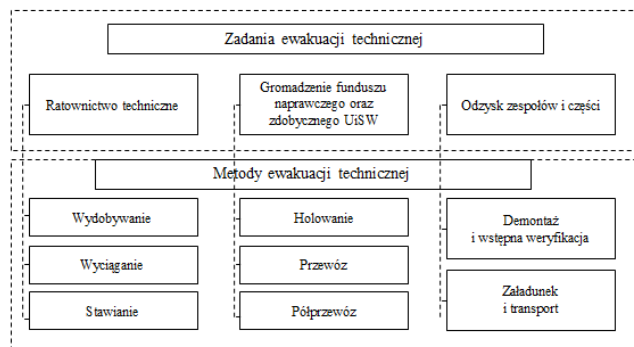 Zadania ewakuacji technicznej
Ratownictwo techniczne
Gromadzenie funduszu
naprawczego oraz
zdobycznego UiSW
Odzysk zespołów i części
Metody ewakuacji technicznej
Wydobywanie
Holowanie
Demontaż
i wstępna weryfikacja
Wyciąganie
Przewóz
Załadunek
i transport
Stawianie
Półprzewóz